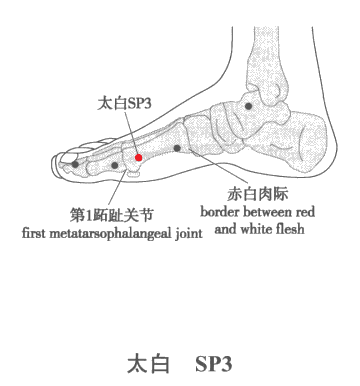 太白SP3
赤白肉际
border between red
and white flesh
第1跖趾关节
first metatarsophalangeal joint
太白 SP3